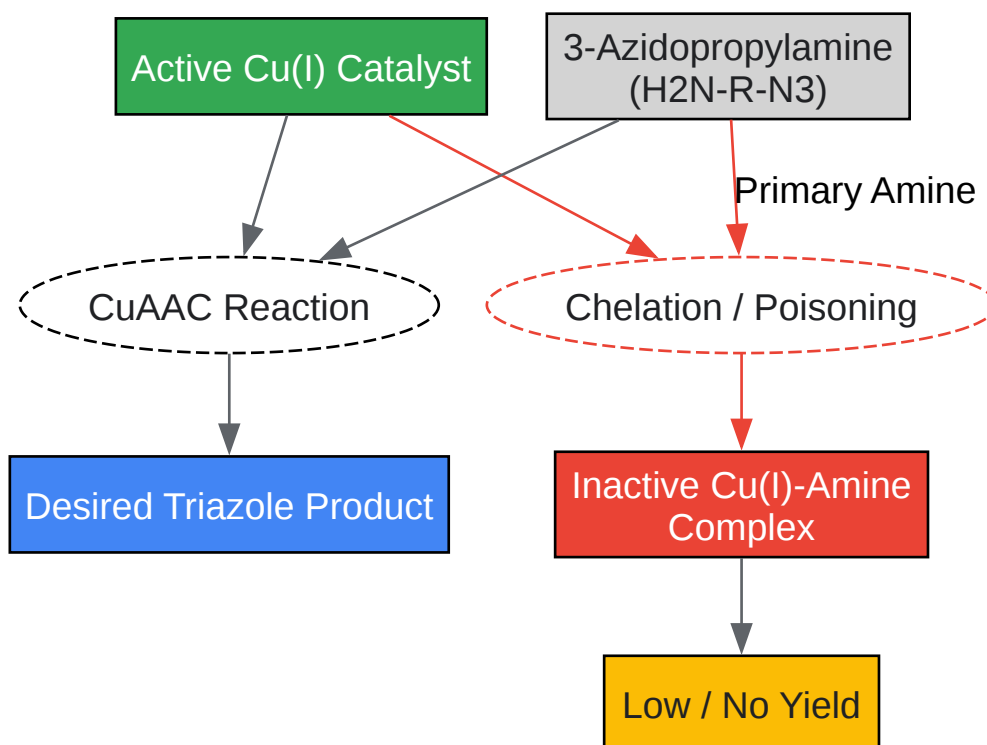 Active Cu(I) Catalyst
3-Azidopropylamine
(H2N-R-N3)
Primary Amine
CuAAC Reaction
Chelation / Poisoning
Desired Triazole Product
Inactive Cu(I)-Amine
Complex
Low / No Yield